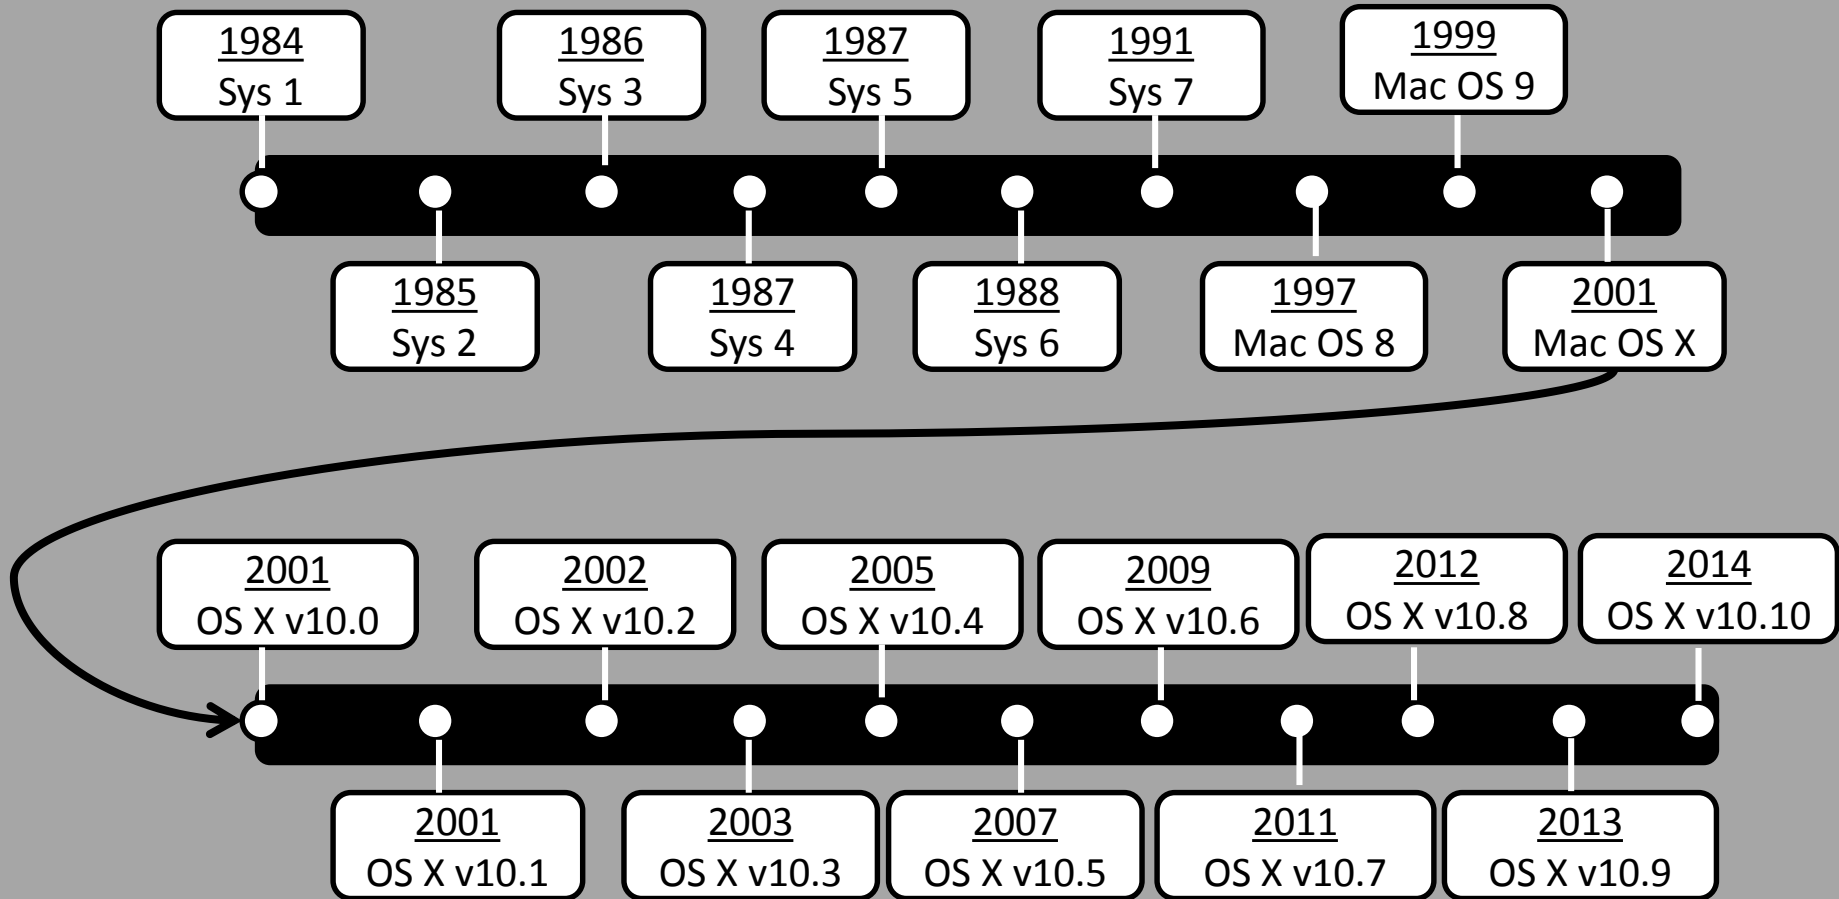 1984
Sys 1
1986
Sys 3
1987
Sys 5
1991
Sys 7
1999
Mac OS 9
1985
Sys 2
1987
Sys 4
1988
Sys 6
1997
Mac OS 8
2001
Mac OS X
2001
OS X v10.0
2002
OS X v10.2
2005
OS X v10.4
2009
OS X v10.6
2012
OS X v10.8
2014
OS X v10.10
2001
OS X v10.1
2003
OS X v10.3
2007
OS X v10.5
2011
OS X v10.7
2013
OS X v10.9